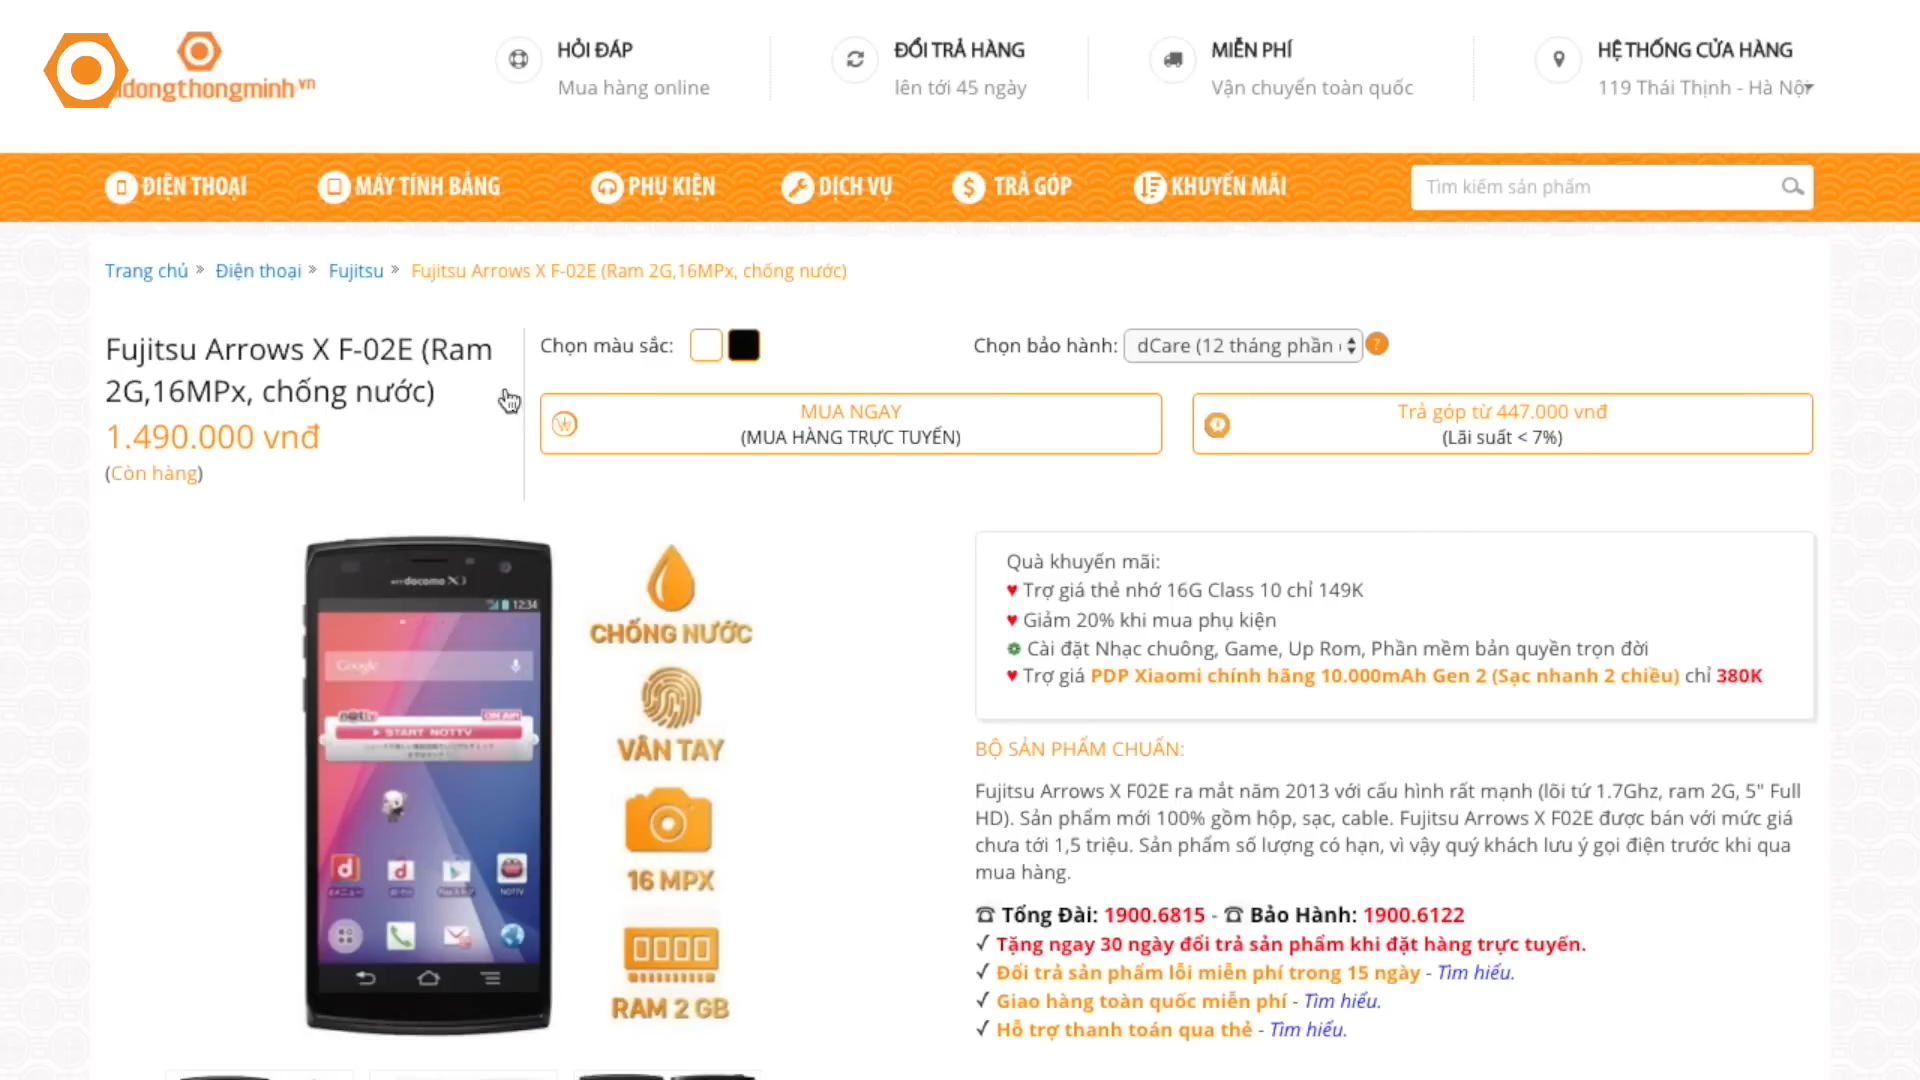 dongthongminh.vn
HỎI ĐÁP
Mua hàng online
ĐỔI TRẢ HÀNG
lên tới 45 ngày
MIỄN PHÍ
Vận chuyển toàn quốc
HỆ THỐNG CỬA HÀNG
119 Thái Thịnh - Hà Nội
ĐIỆN THOẠI
MÁY TÍNH BẢNG
PHỤ KIỆN
DỊCH VỤ
TRẢ GÓP
KHUYẾN MÃI
Tìm kiếm sản phẩm
Trang chủ » Điện thoại » Fujitsu » Fujitsu Arrows X F-02E (Ram 2G,16MPx, chống nước)
Fujitsu Arrows X F-02E (Ram
2G,16MPx, chống nước)
1.490.000 vnđ
(Còn hàng)
Chọn màu sắc:
Chọn bảo hành: dCare (12 tháng phần
?
MUA NGAY
(MUA HÀNG TRỰC TUYẾN)
Trả góp từ 447.000 vnđ
(Lãi suất < 7%)
docomo
12:34
Google
ON AIR
START NOTTV
NOTTV
CHỐNG NƯỚC
VÂN TAY
16 MPX
RAM 2 GB
Quà khuyến mãi:
♥ Trợ giá thẻ nhớ 16G Class 10 chỉ 149K
♥ Giảm 20% khi mua phụ kiện
Cài đặt Nhạc chuông, Game, Up Rom, Phần mềm bản quyền trọn đời
♥ Trợ giá PDP Xiaomi chính hãng 10.000mAh Gen 2 (Sạc nhanh 2 chiều) chỉ 380K
BỘ SẢN PHẨM CHUẨN:
Fujitsu Arrows X F02E ra mắt năm 2013 với cấu hình rất mạnh (lõi tứ 1.7Ghz, ram 2G, 5" Full
HD). Sản phẩm mới 100% gồm hộp, sạc, cable. Fujitsu Arrows X F02E được bán với mức giá
chưa tới 1,5 triệu. Sản phẩm số lượng có hạn, vì vậy quý khách lưu ý gọi điện trước khi qua
mua hàng.
☎ Tổng Đài: 1900.6815 - ☎ Bảo Hành: 1900.6122
✓ Tặng ngay 30 ngày đổi trả sản phẩm khi đặt hàng trực tuyến.
✓ Đổi trả sản phẩm lỗi miễn phí trong 15 ngày - Tìm hiểu.
✓ Giao hàng toàn quốc miễn phí - Tìm hiểu.
✓ Hỗ trợ thanh toán qua thẻ - Tìm hiểu.